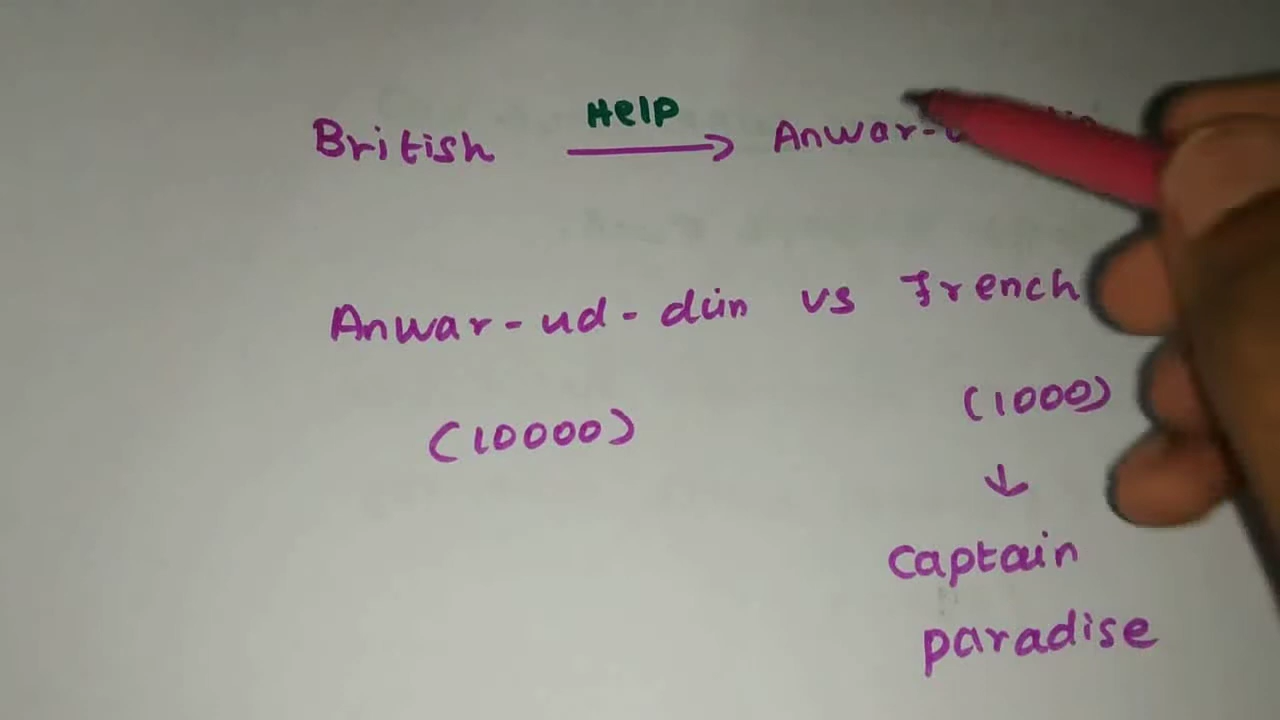 British Help → Anwar-
Anwar-ud-din vs French
(10000) (1000)
↓
Captain
paradise